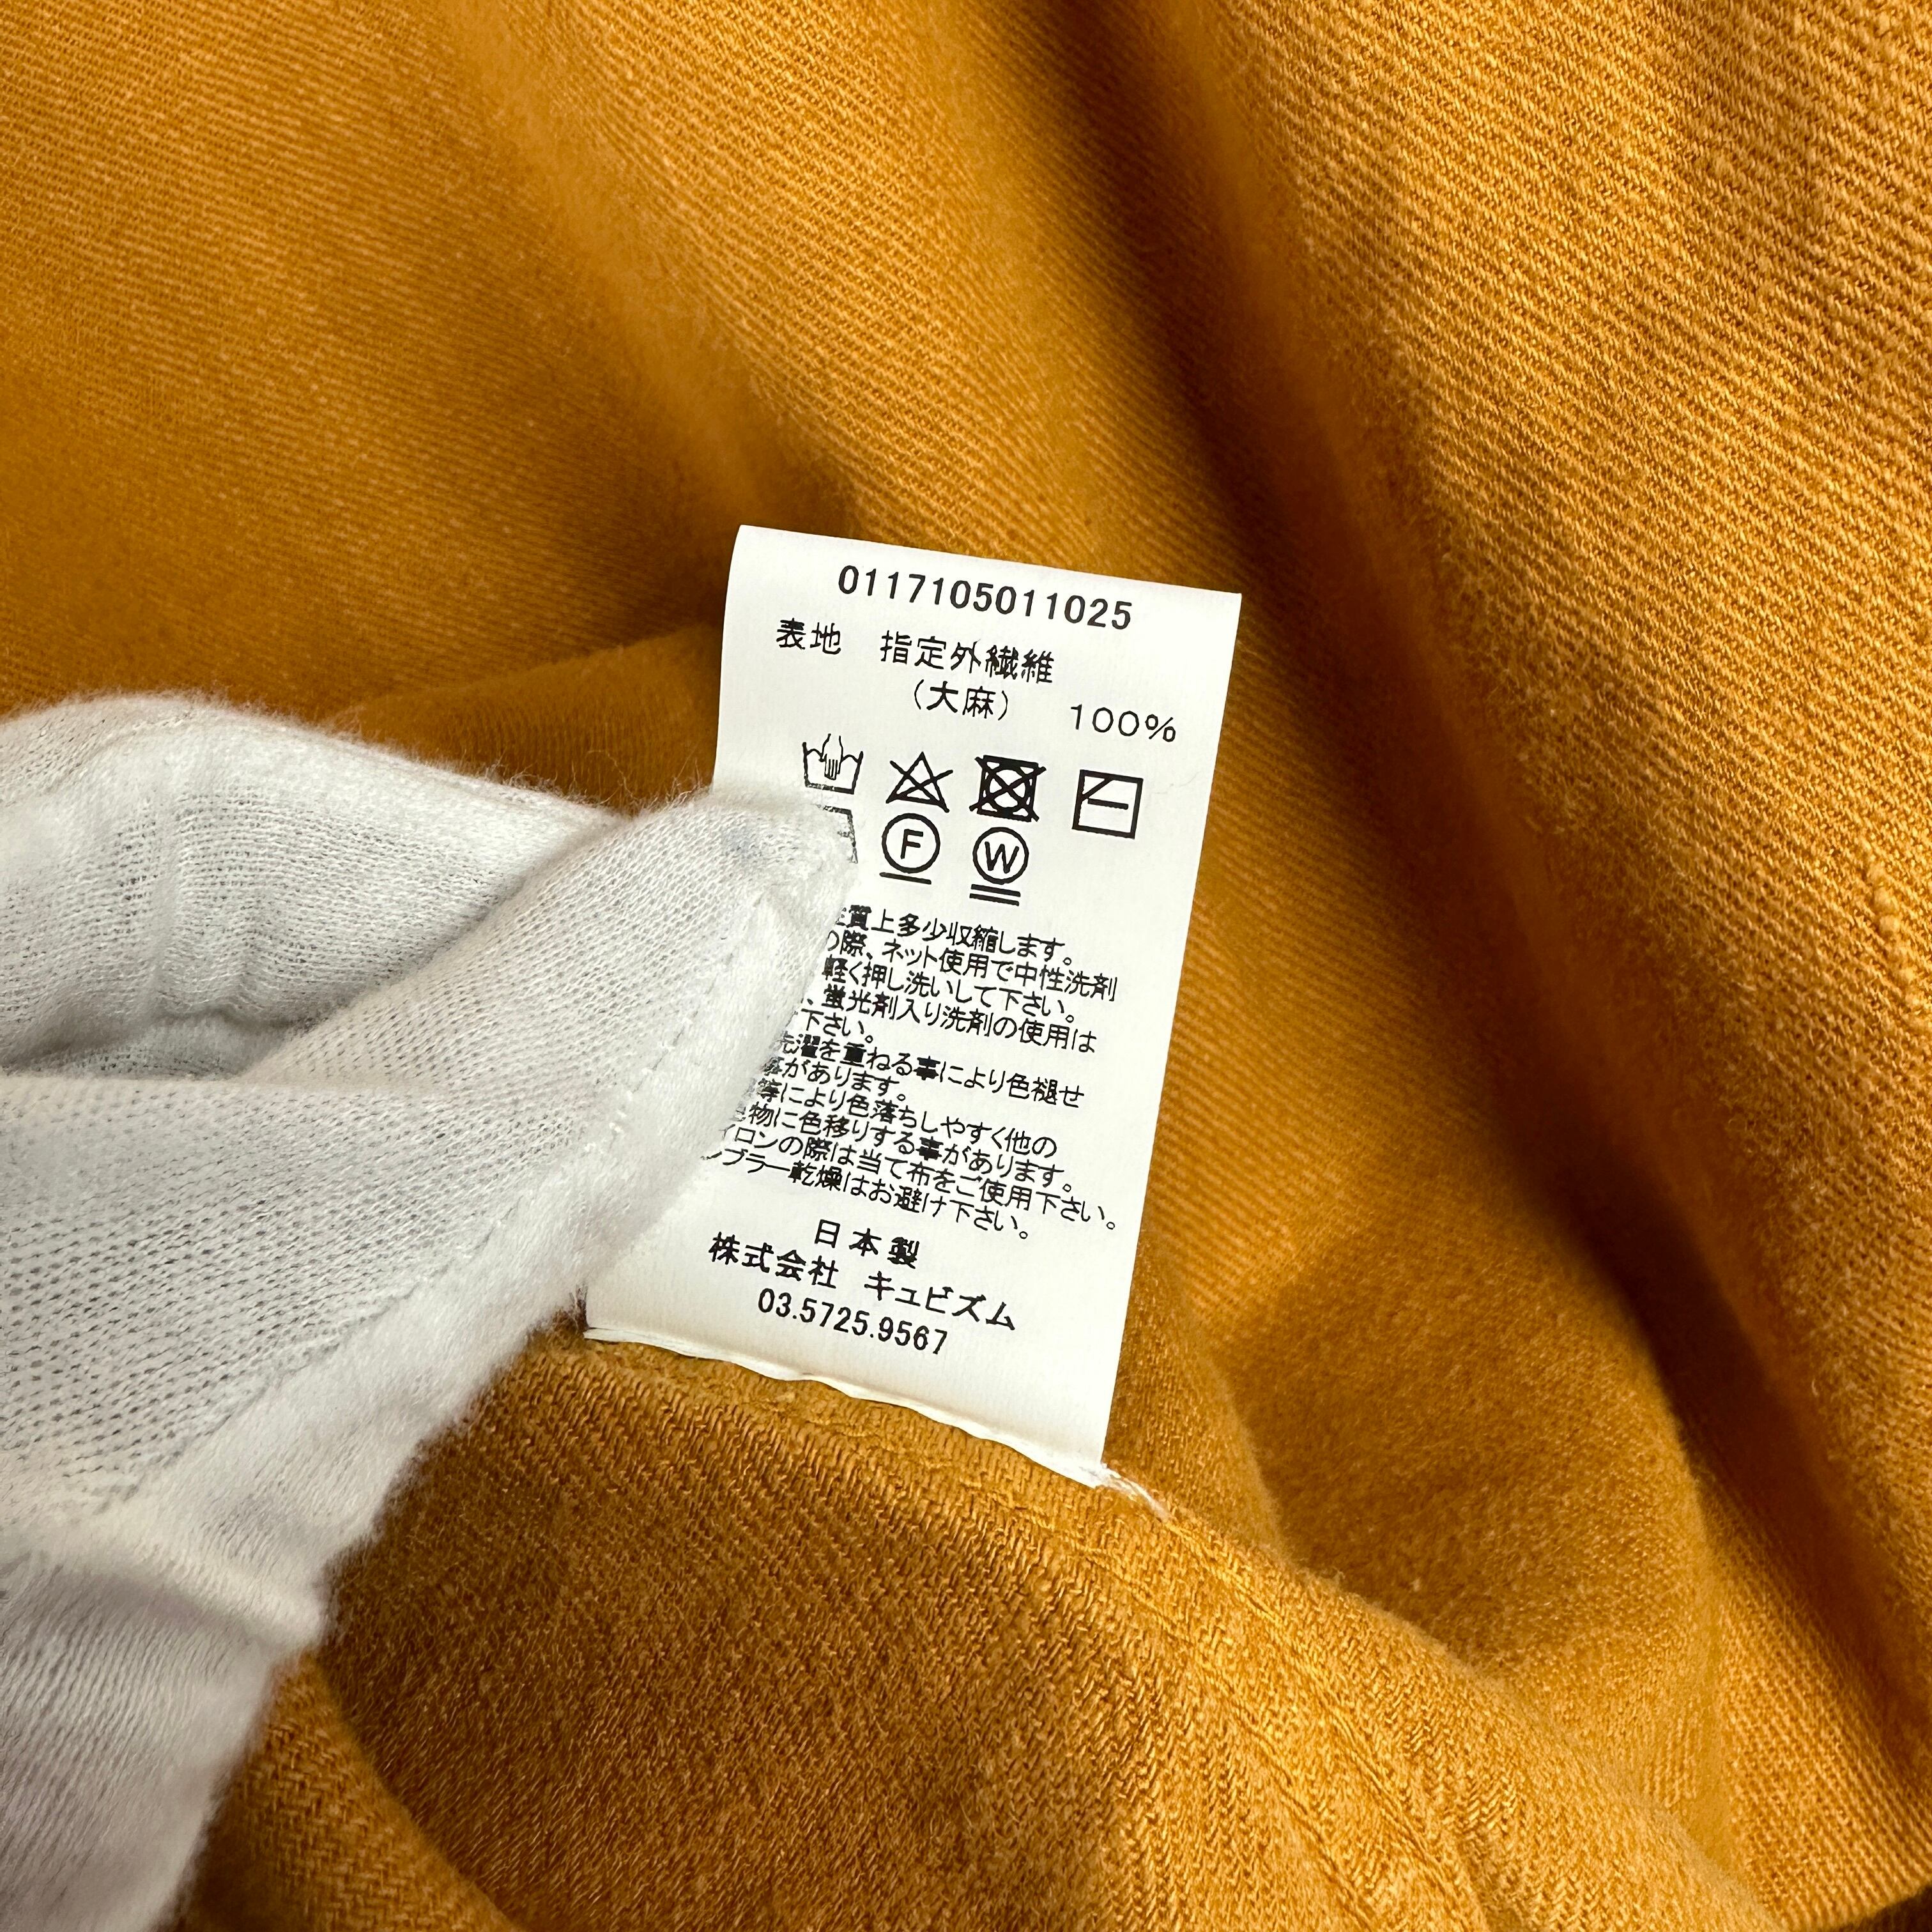 0117105011025
表地 指定外繊維
(大麻) 100%
F W
質上多少収縮します。
の際、ネット使用で中性洗剤
軽く押し洗いして下さい。
、蛍光剤入り洗剤の使用は
下さい。
洗濯を重ねる事により色褪せ
事があります。
等により色落ちしやすく他の
色物に色移りする事があります。
イロンの際は当て布をご使用下さい。
ンブラー乾燥はお避け下さい。
日本製
株式会社 キュビズム
03.5725.9567